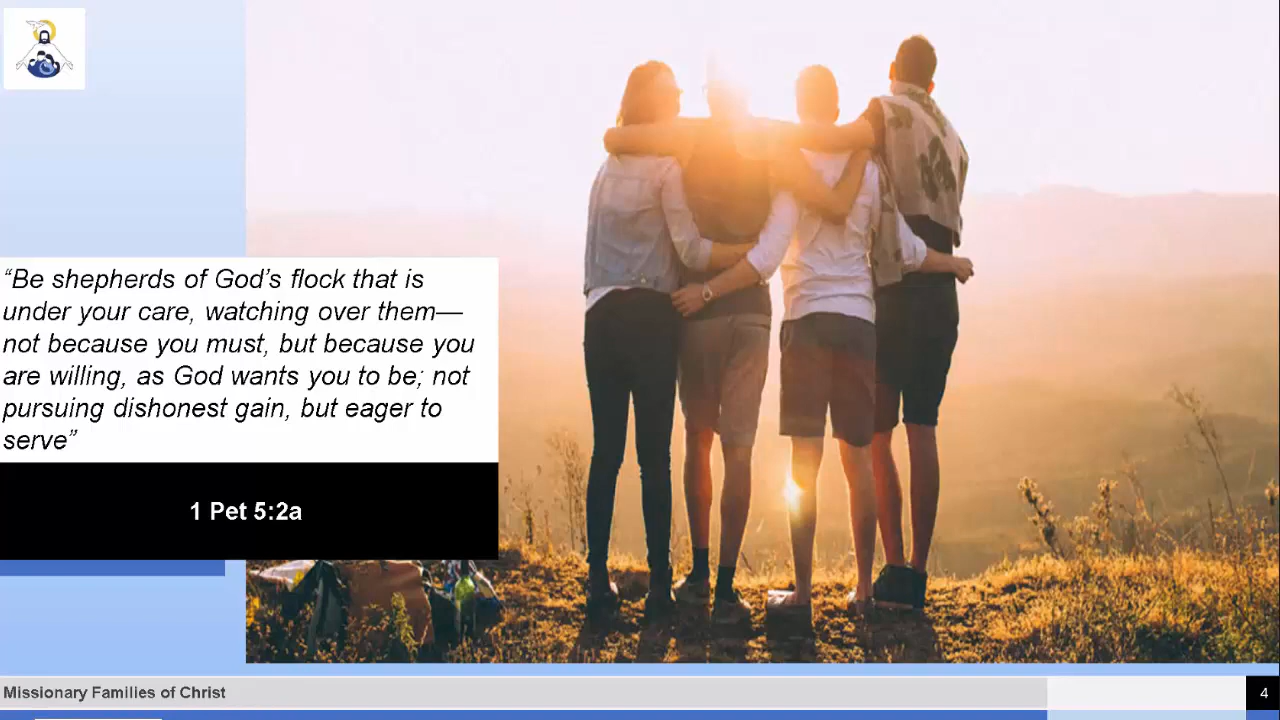 “Be shepherds of God’s flock that is
under your care, watching over them—
not because you must, but because you
are willing, as God wants you to be; not
pursuing dishonest gain, but eager to
serve”
1 Pet 5:2a
Missionary Families of Christ
4